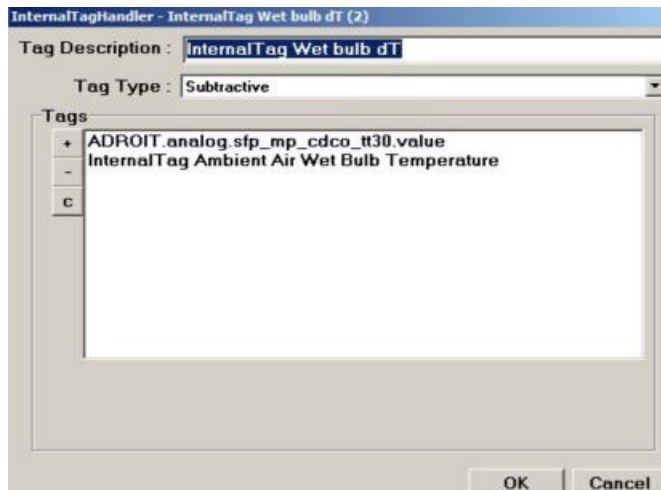 InternalTagHandler - InternalTag Wet bulb dT (2)
Tag Description : InternalTag Wet bulb dT
Tag Type : Subtractive
Tags
+
ADROIT.analog.sfp_mp_cdco_tt30.value
-
InternalTag Ambient Air Wet Bulb Temperature
C
OK Cancel